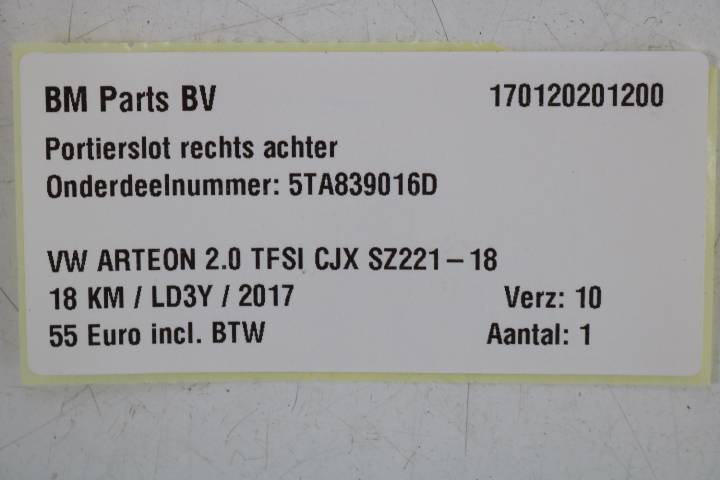 BM Parts BV 170120201200
Portierslot rechts achter
Onderdeelnummer: 5TA839016D
VW ARTEON 2.0 TFSI CJX SZ221-18
18 KM / LD3Y / 2017 Verz: 10
55 Euro incl. BTW Aantal: 1